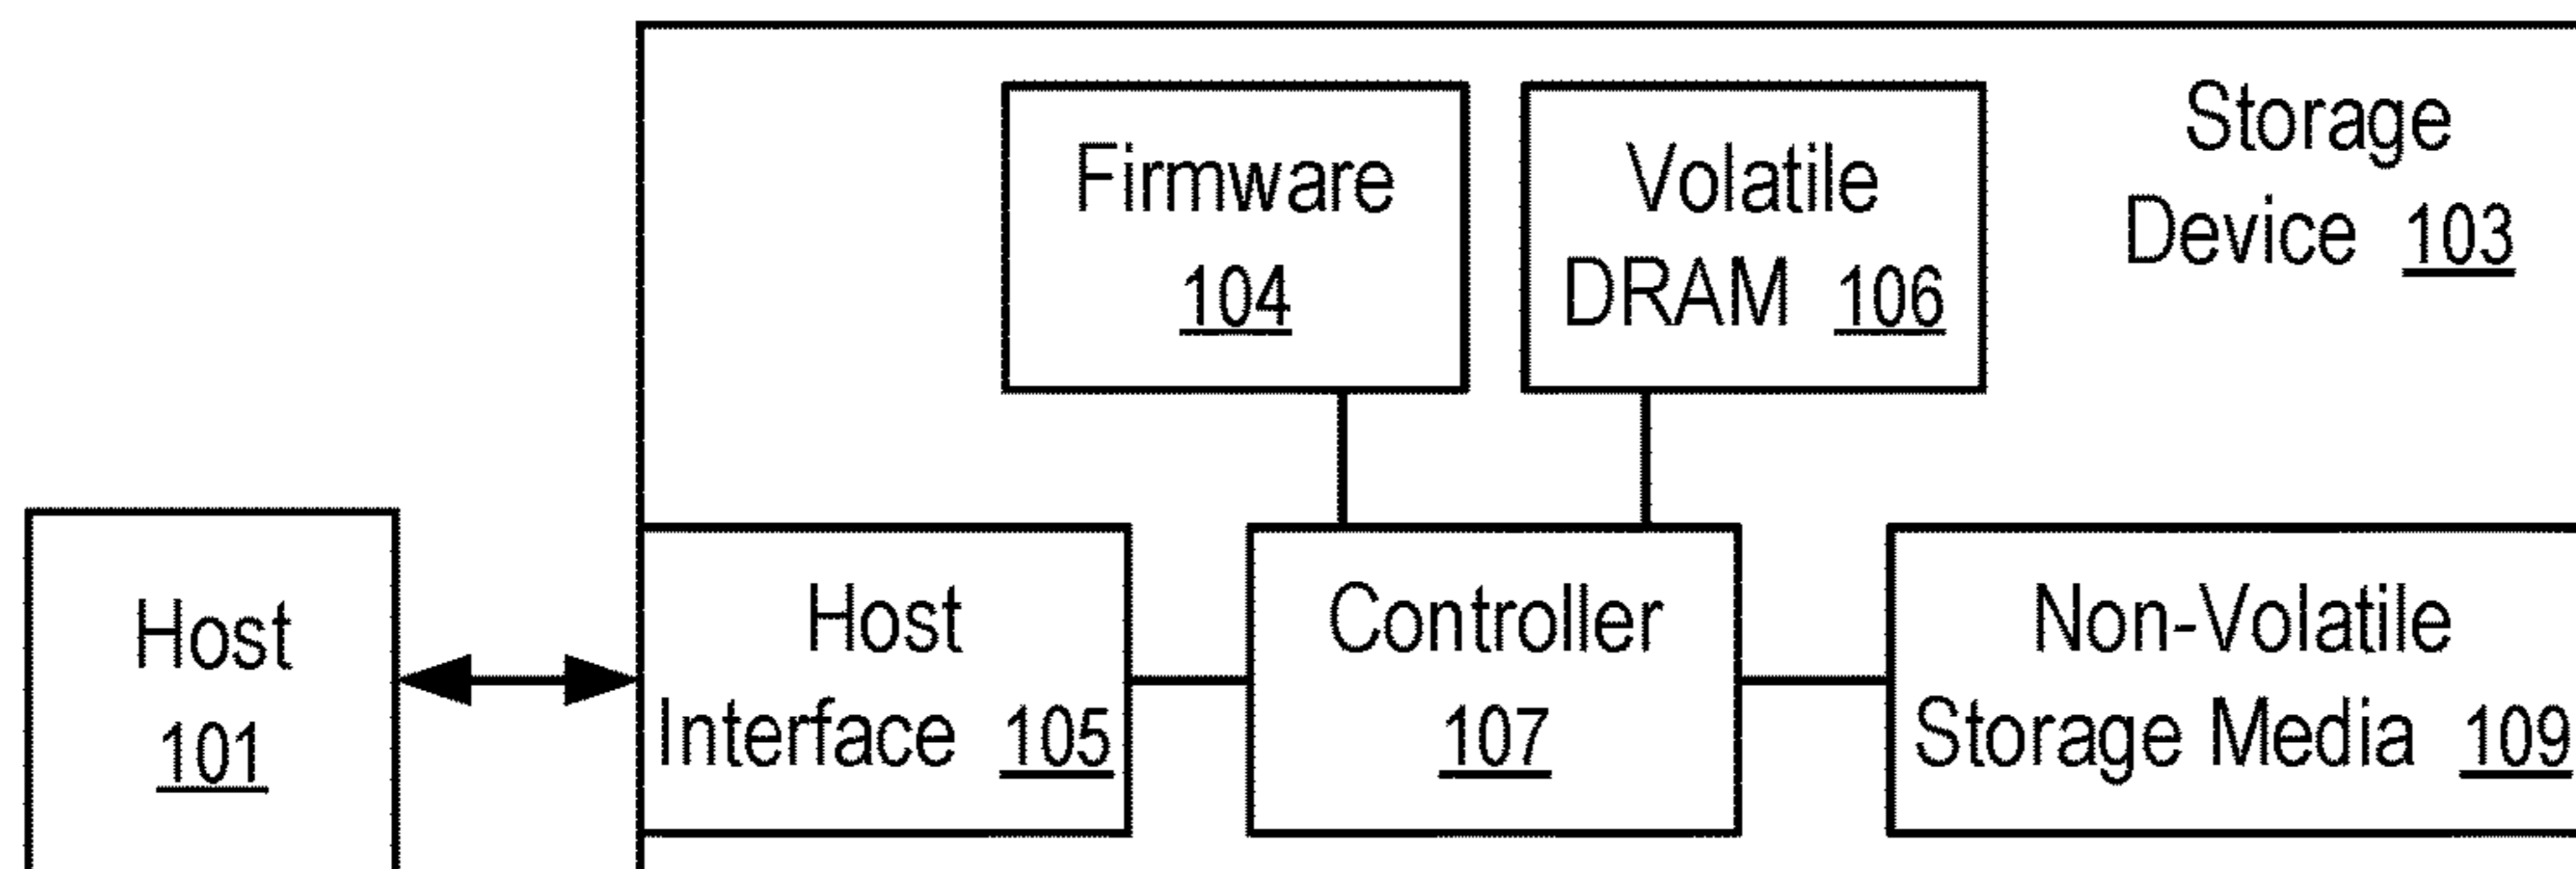 Firmware
104
Volatile
DRAM 106
Storage
Device 103
Host
101
Host
Interface 105
Controller
107
Non-Volatile
Storage Media 109